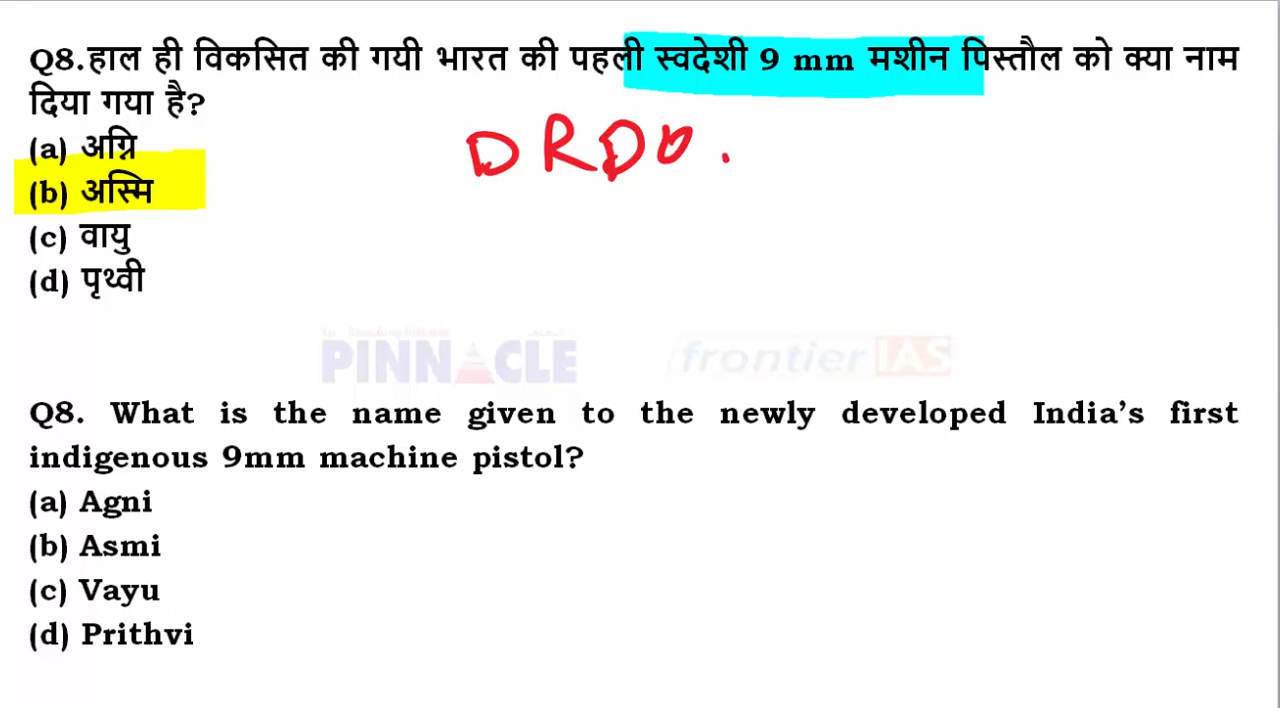 Q8.हाल ही विकसित की गयी भारत की पहली स्वदेशी 9 mm मशीन पिस्तौल को क्या नाम
दिया गया है?
(a) अग्नि
DRDO.
(b) अस्मि
(c) वायु
(d) पृथ्वी
PINNACLE frontier IAS
Q8. What is the name given to the newly developed India’s first
indigenous 9mm machine pistol?
(a) Agni
(b) Asmi
(c) Vayu
(d) Prithvi